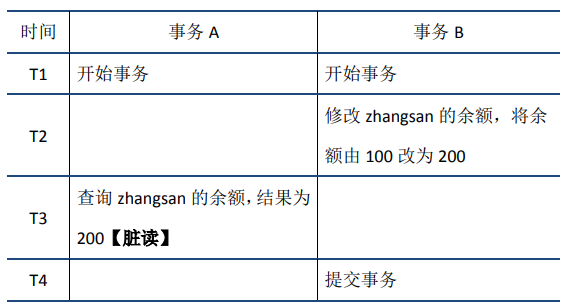 时间 事务 A 事务 B
T1 开始事务 开始事务
T2 修改 zhangsan 的余额，将余
额由 100 改为 200
T3 查询 zhangsan 的余额，结果为
200【脏读】
T4 提交事务